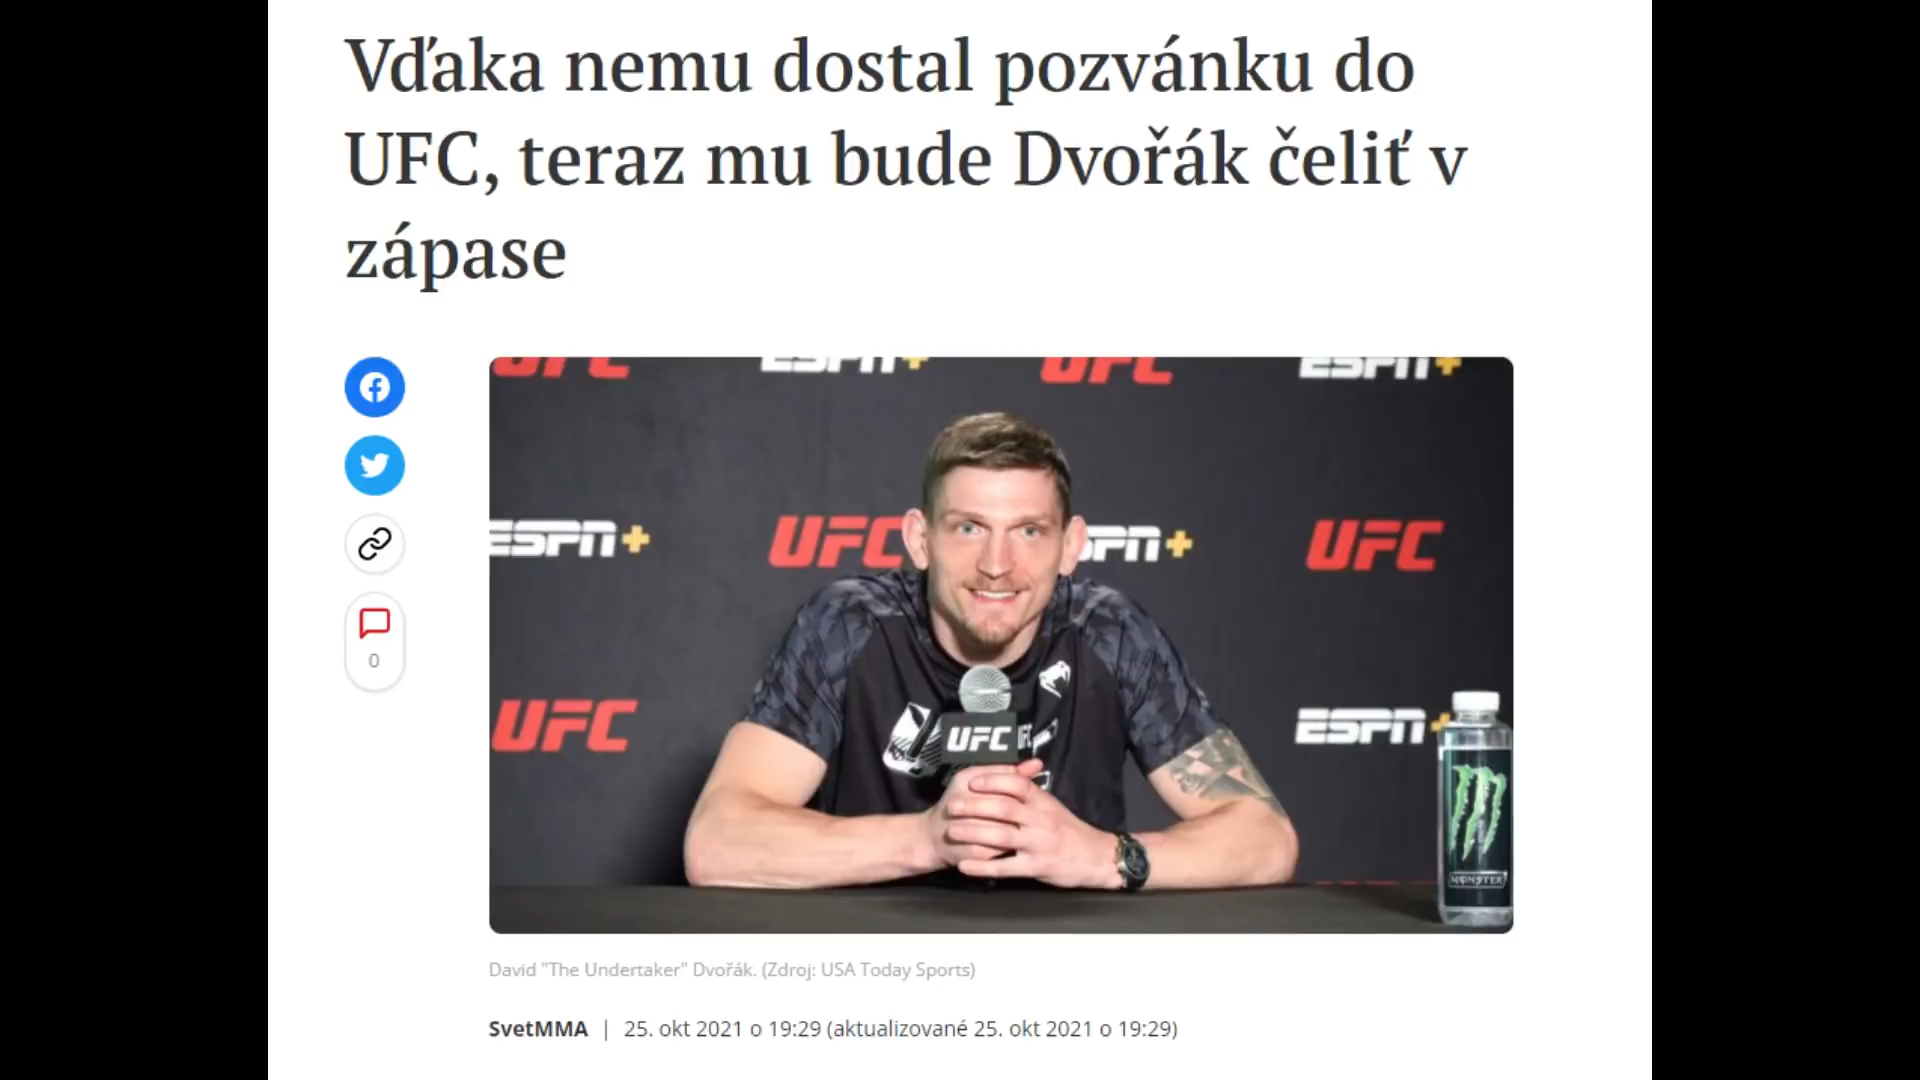 Vďaka nemu dostal pozvánku do
UFC, teraz mu bude Dvořák čeliť v
zápase
0
UFC ESPN+ UFC ESPN+
ESPN+ UFC ESPN+ UFC
UFC ESPN+
UFC
MONSTER
David "The Undertaker" Dvořák. (Zdroj: USA Today Sports)
SvetMMA | 25. okt 2021 o 19:29 (aktualizované 25. okt 2021 o 19:29)